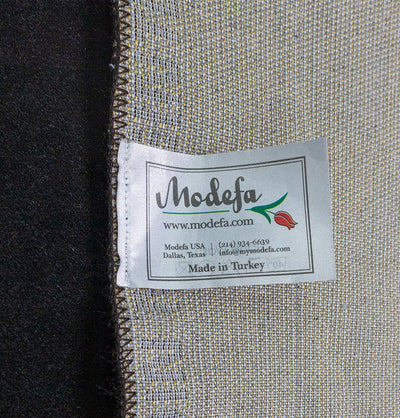 Modefa
www.modefa.com
Modefa USA
Dallas, Texas
(214) 934-6639
info@mymodefa.com
Made in Turkey